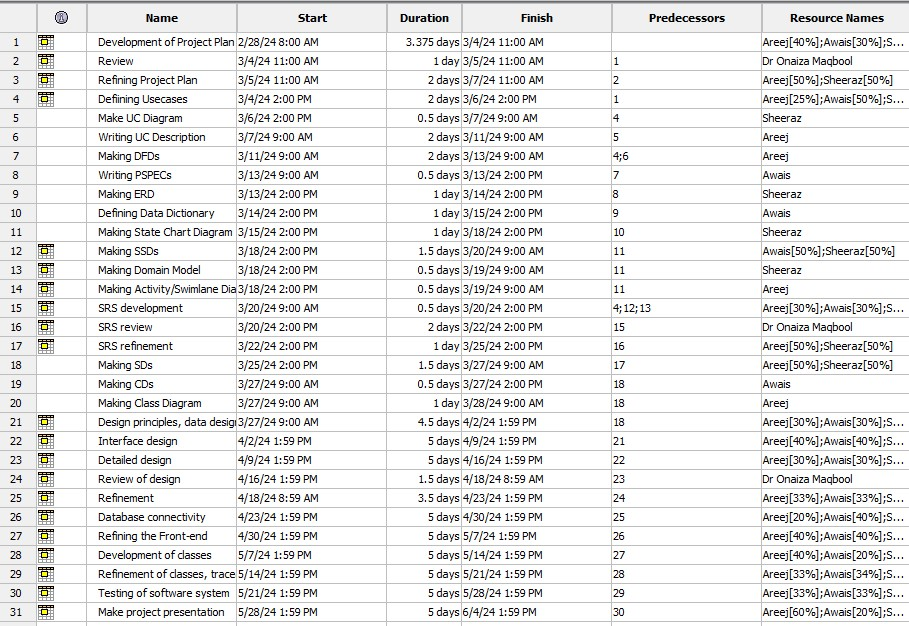 Name Start Duration Finish Predecessors Resource Names
1 Development of Project Plan 2/28/24 8:00 AM 3.375 days 3/4/24 11:00 AM Areej[40%];Awais[30%];S...
2 Review 3/4/24 11:00 AM 1 day 3/5/24 11:00 AM 1 Dr Onaiza Maqbool
3 Refining Project Plan 3/5/24 11:00 AM 2 days 3/7/24 11:00 AM 2 Areej[50%];Sheeraz[50%]
4 Defiining Usecases 3/4/24 2:00 PM 2 days 3/6/24 2:00 PM 1 Areej[25%];Awais[50%];S...
5 Make UC Diagram 3/6/24 2:00 PM 0.5 days 3/7/24 9:00 AM 4 Sheeraz
6 Writing UC Description 3/7/24 9:00 AM 2 days 3/11/24 9:00 AM 5 Areej
7 Making DFDs 3/11/24 9:00 AM 2 days 3/13/24 9:00 AM 4;6 Areej
8 Writing PSPECs 3/13/24 9:00 AM 0.5 days 3/13/24 2:00 PM 7 Awais
9 Making ERD 3/13/24 2:00 PM 1 day 3/14/24 2:00 PM 8 Sheeraz
10 Defining Data Dictionary 3/14/24 2:00 PM 1 day 3/15/24 2:00 PM 9 Awais
11 Making State Chart Diagram 3/15/24 2:00 PM 1 day 3/18/24 2:00 PM 10 Sheeraz
12 Making SSDs 3/18/24 2:00 PM 1.5 days 3/20/24 9:00 AM 11 Awais[50%];Sheeraz[50%]
13 Making Domain Model 3/18/24 2:00 PM 0.5 days 3/19/24 9:00 AM 11 Sheeraz
14 Making Activity/Swimlane Dia 3/18/24 2:00 PM 0.5 days 3/19/24 9:00 AM 11 Areej
15 SRS development 3/20/24 9:00 AM 0.5 days 3/20/24 2:00 PM 4;12;13 Areej[30%];Awais[30%];S...
16 SRS review 3/20/24 2:00 PM 2 days 3/22/24 2:00 PM 15 Dr Onaiza Maqbool
17 SRS refinement 3/22/24 2:00 PM 1 day 3/25/24 2:00 PM 16 Areej[50%];Sheeraz[50%]
18 Making SDs 3/25/24 2:00 PM 1.5 days 3/27/24 9:00 AM 17 Areej[50%];Sheeraz[50%]
19 Making CDs 3/27/24 9:00 AM 0.5 days 3/27/24 2:00 PM 18 Awais
20 Making Class Diagram 3/27/24 9:00 AM 1 day 3/28/24 9:00 AM 18 Areej
21 Design principles, data desig 3/27/24 9:00 AM 4.5 days 4/2/24 1:59 PM 18 Areej[30%];Awais[30%];S...
22 Interface design 4/2/24 1:59 PM 5 days 4/9/24 1:59 PM 21 Areej[40%];Awais[40%];S...
23 Detailed design 4/9/24 1:59 PM 5 days 4/16/24 1:59 PM 22 Areej[30%];Awais[30%];S...
24 Review of design 4/16/24 1:59 PM 1.5 days 4/18/24 8:59 AM 23 Dr Onaiza Maqbool
25 Refinement 4/18/24 8:59 AM 3.5 days 4/23/24 1:59 PM 24 Areej[33%];Awais[33%];S...
26 Database connectivity 4/23/24 1:59 PM 5 days 4/30/24 1:59 PM 25 Areej[20%];Awais[40%];S...
27 Refining the Front-end 4/30/24 1:59 PM 5 days 5/7/24 1:59 PM 26 Areej[40%];Awais[40%];S...
28 Development of classes 5/7/24 1:59 PM 5 days 5/14/24 1:59 PM 27 Areej[40%];Awais[20%];S...
29 Refinement of classes, trace 5/14/24 1:59 PM 5 days 5/21/24 1:59 PM 28 Areej[33%];Awais[34%];S...
30 Testing of software system 5/21/24 1:59 PM 5 days 5/28/24 1:59 PM 29 Areej[33%];Awais[33%];S...
31 Make project presentation 5/28/24 1:59 PM 5 days 6/4/24 1:59 PM 30 Areej[60%];Awais[20%];S...